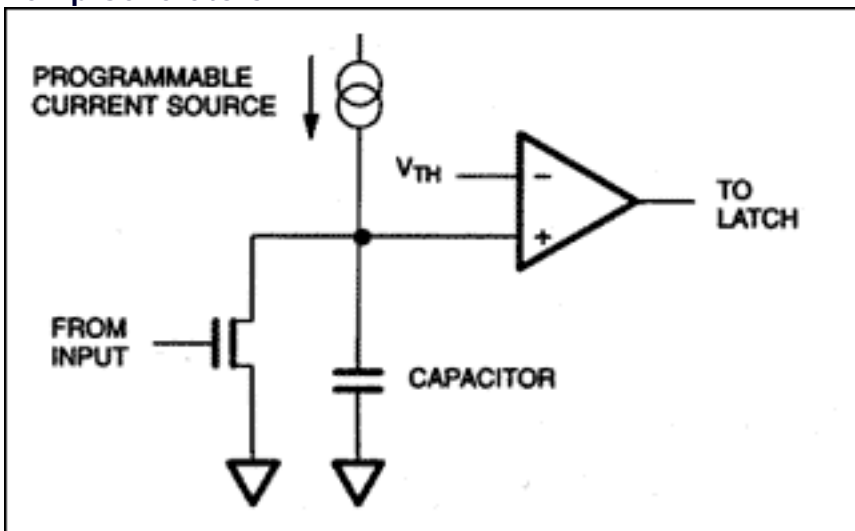 PROGRAMMABLE
CURRENT SOURCE
VTH
−
+
TO
LATCH
FROM
INPUT
CAPACITOR